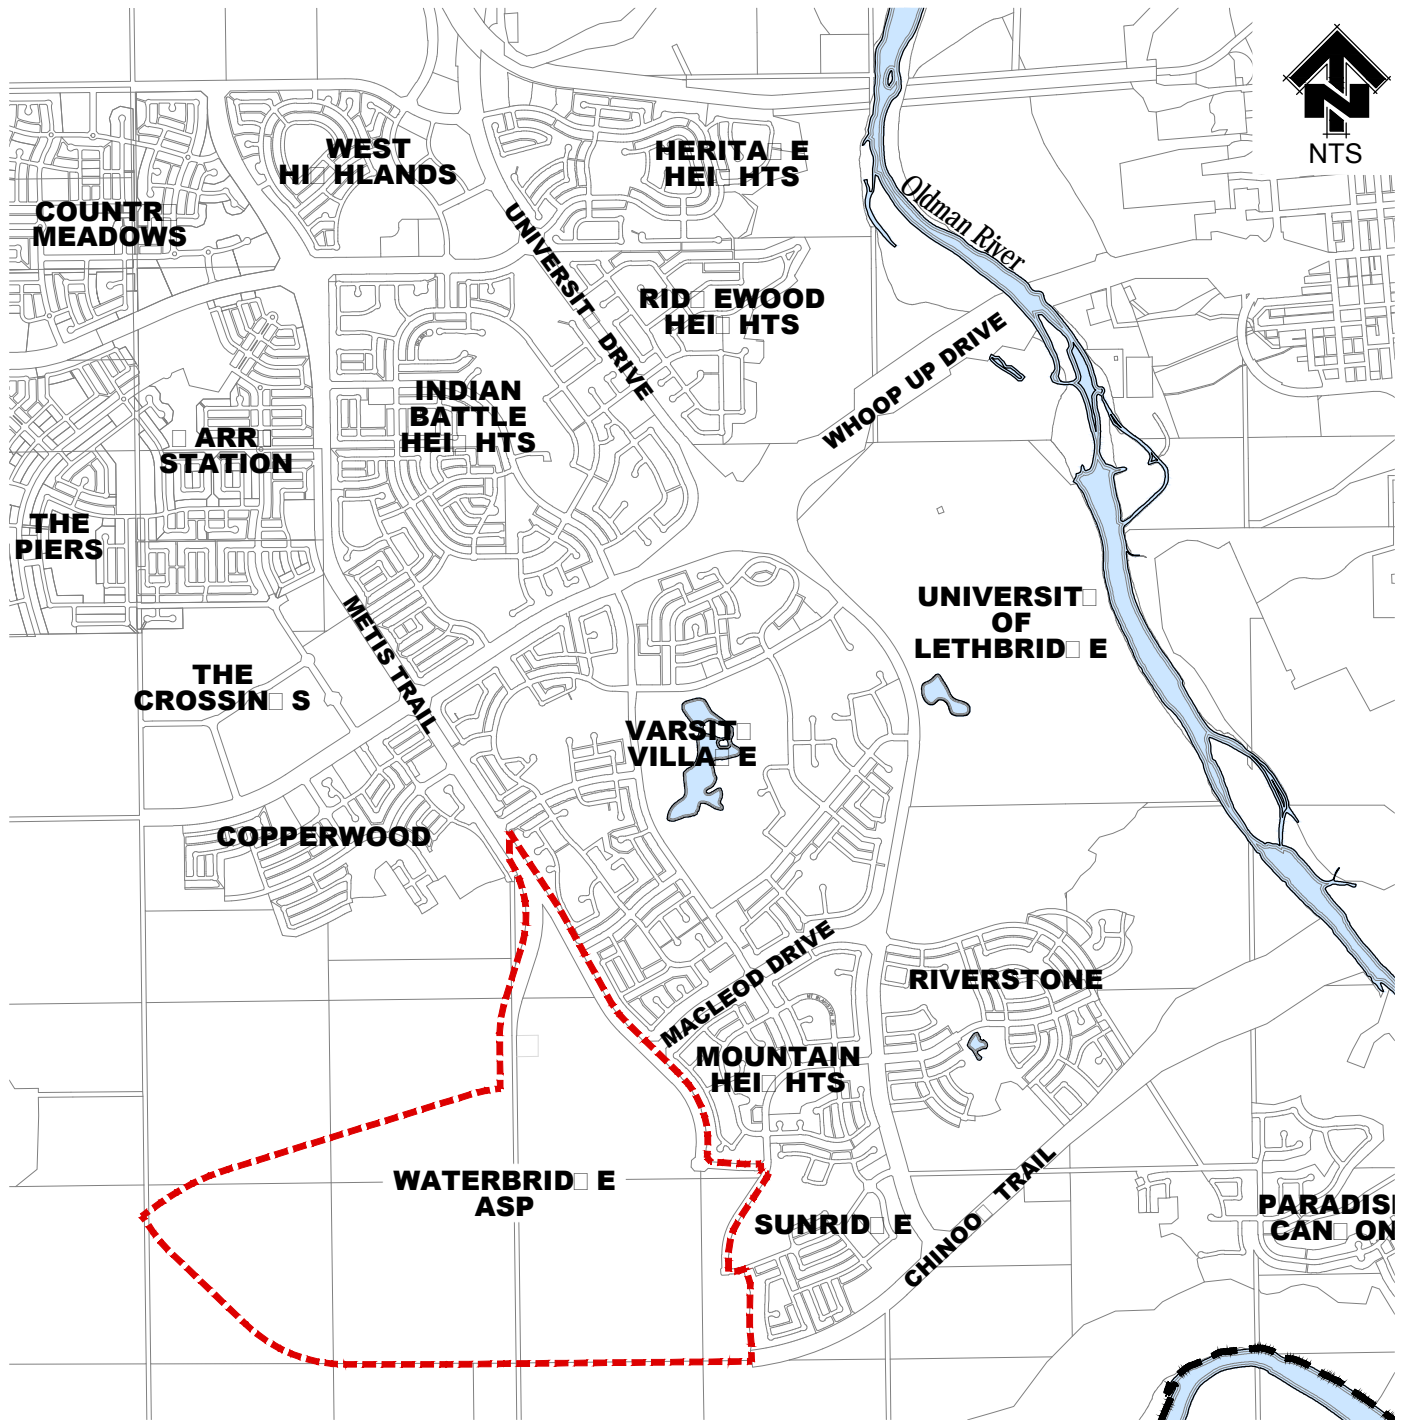 NTS
WEST
HI□HLANDS
HERITA□E
HEI□HTS
COUNTR□
MEADOWS
UNIVERSIT□ DRIVE
Oldman River
RID□EWOOD
HEI□HTS
WHOOP UP DRIVE
INDIAN
BATTLE
HEI□HTS
□ARR□
STATION
THE
PIERS
METIS TRAIL
UNIVERSIT□
OF
LETHBRID□E
THE
CROSSIN□S
VARSIT□
VILLA□E
COPPERWOOD
MACLEOD DRIVE
RIVERSTONE
MOUNTAIN
HEI□HTS
WATERBRID□E
ASP
SUNRID□E
CHINOO□ TRAIL
PARADISE
CAN□ON